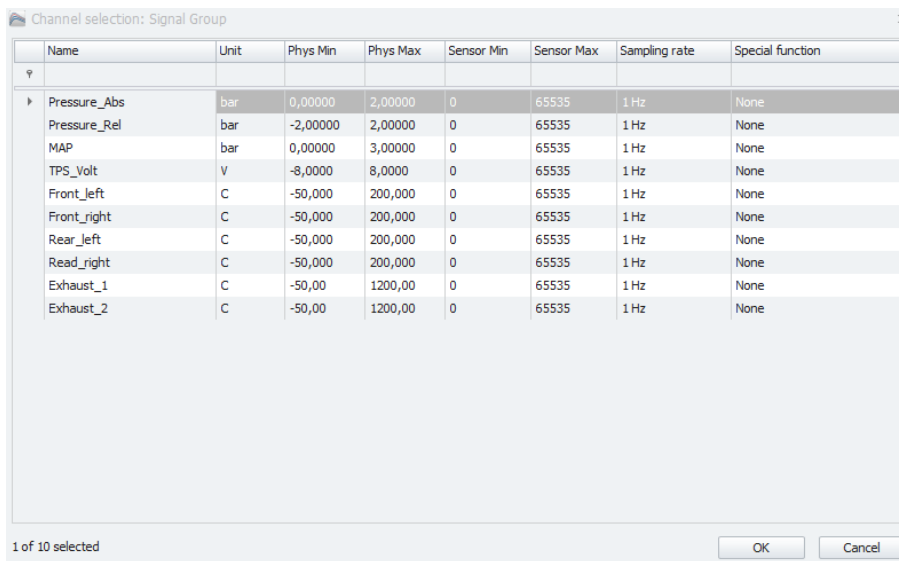 Channel selection: Signal Group
Name Unit Phys Min Phys Max Sensor Min Sensor Max Sampling rate Special function
Pressure_Abs bar 0,00000 2,00000 0 65535 1 Hz None
Pressure_Rel bar -2,00000 2,00000 0 65535 1 Hz None
MAP bar 0,00000 3,00000 0 65535 1 Hz None
TPS_Volt V -8,0000 8,0000 0 65535 1 Hz None
Front_left C -50,000 200,000 0 65535 1 Hz None
Front_right C -50,000 200,000 0 65535 1 Hz None
Rear_left C -50,000 200,000 0 65535 1 Hz None
Read_right C -50,000 200,000 0 65535 1 Hz None
Exhaust_1 C -50,00 1200,00 0 65535 1 Hz None
Exhaust_2 C -50,00 1200,00 0 65535 1 Hz None
1 of 10 selected OK Cancel